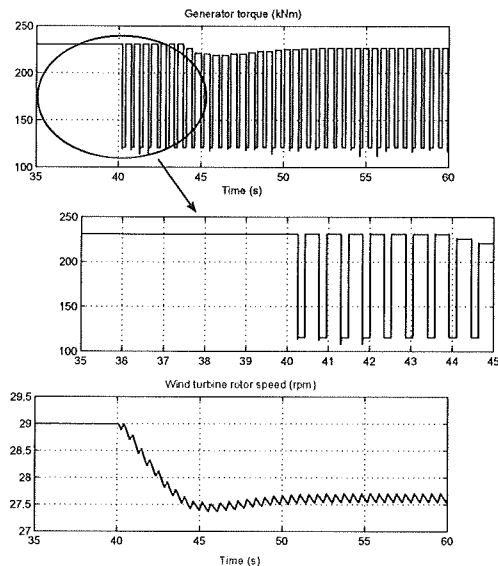 Generator torque (kNm)
250
200
150
100
35 40 45 50 55 60
Time (s)
250
200
150
100
35 36 37 38 39 40 41 42 43 44 45
Wind turbine rotor speed (rpm)
29.5
29
28.5
28
27.5
27
35 40 45 50 55 60
Time (s)